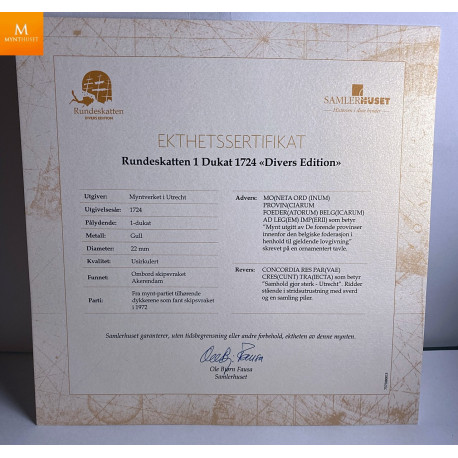 M
MYNTHUSET
Rundeskatten
DIVERS EDITION
SAMLERHUSET
Historien i dine hender
EKTHETSSERTIFIKAT
Rundeskatten 1 Dukat 1724 «Divers Edition»
Utgiver: Myntverket i Utrecht
Utgivelsesår: 1724
Pålydende: 1-dukat
Metall: Gull
Diameter: 22 mm
Kvalitet: Usirkulert
Funnet: Ombord skipsvraket
Akerendam
Parti: Fra mynt-partiet tilhørende
dykkerene som fant skipsvraket
i 1972
Advers: MO(NETA ORD (INUM)
PROVIN(CIARUM
FOEDER(ATORUM) BELG(ICARUM)
AD LEG(EM) IMP(ERII) som betyr
"Mynt utgitt av De forende provinser
innenfor den belgiske foderasjon i
henhold til gjeldende lovgivning"
skrevet på en ornamentert tavle.
Revers: CONCORDIA RES PAR(VAE)
CRES(CUNT) TRA(IECTA) som betyr
"Samhold gjør sterk - Utrecht". Ridder
stående i stridsutrustning med sverd
og en samling piler.
Samlerhuset garanterer, uten tidsbegrensning eller andre forbehold, ektheten av denne mynten.
Ole Bjørn Fausa
Samlerhuset